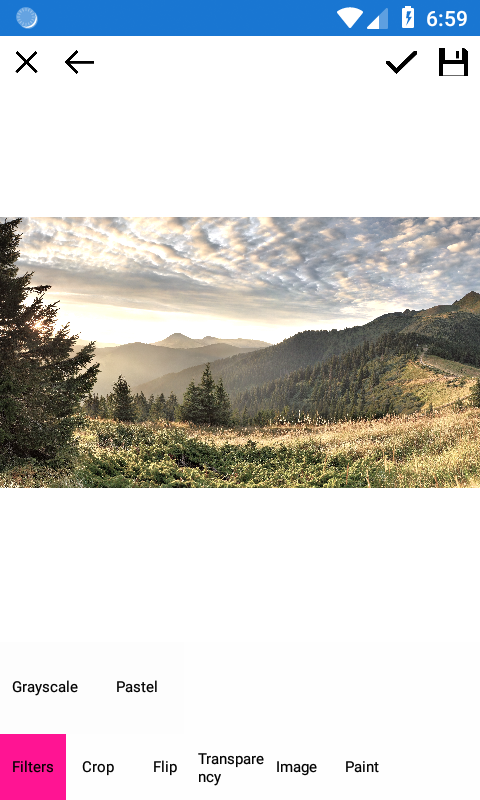 6:59
Grayscale Pastel
Filters Crop Flip Transpare
ncy Image Paint